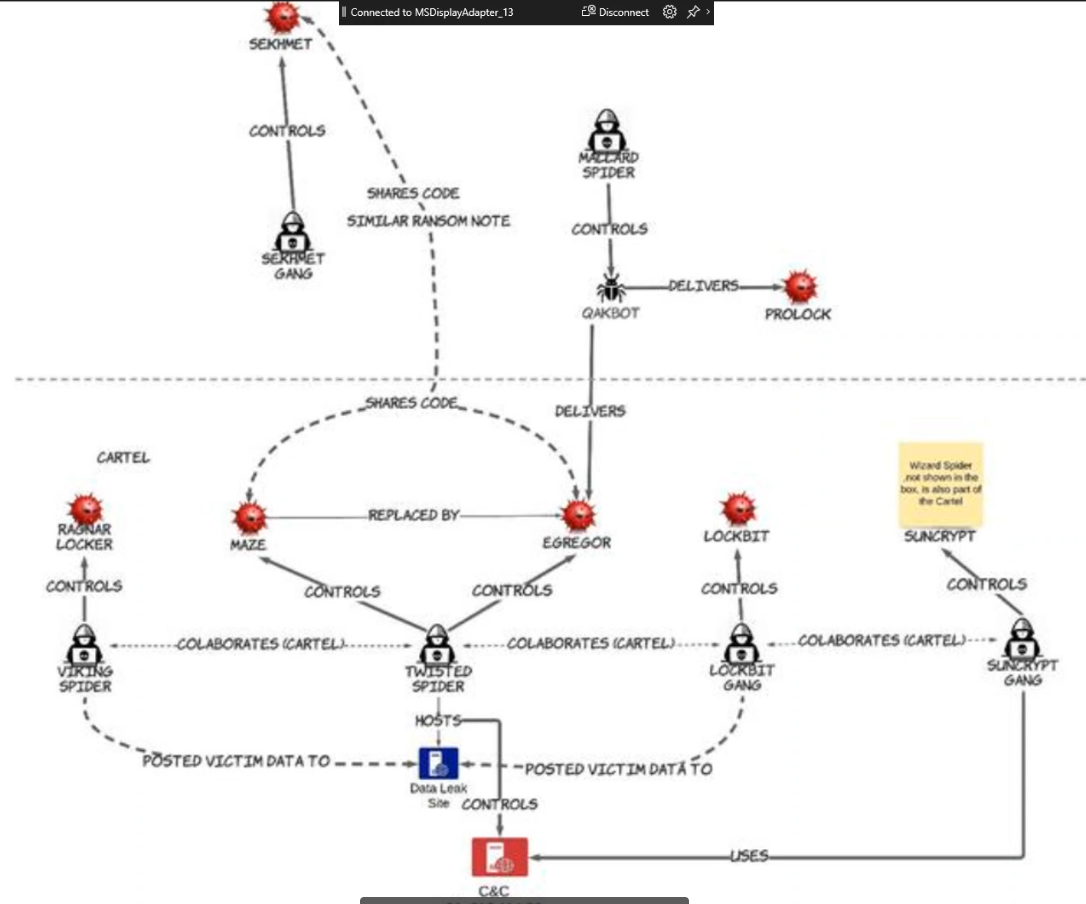 Connected to MSDisplayAdapter_13
Disconnect
SEKHMET
CONTROLS
SHARES CODE
SIMILAR RANSOM NOTE
SEKHMET
GANG
MALLARD
SPIDER
CONTROLS
QAKBOT
DELIVERS
PROLOCK
SHARES CODE
DELIVERS
CARTEL
Wizard Spider
,not shown in the
box, is also part of
the Cartel
RAGNAR
LOCKER
MAZE
REPLACED BY
EGREGOR
LOCKBIT
SUNCRYPT
CONTROLS
CONTROLS
CONTROLS
CONTROLS
CONTROLS
VIKING
SPIDER
COLABORATES (CARTEL)
TWISTED
SPIDER
COLABORATES (CARTEL)
LOCKBIT
GANG
COLABORATES (CARTEL)
SUNCRYPT
GANG
HOSTS
POSTED VICTIM DATA TO
Data Leak
Site
POSTED VICTIM DATA TO
CONTROLS
USES
C&C